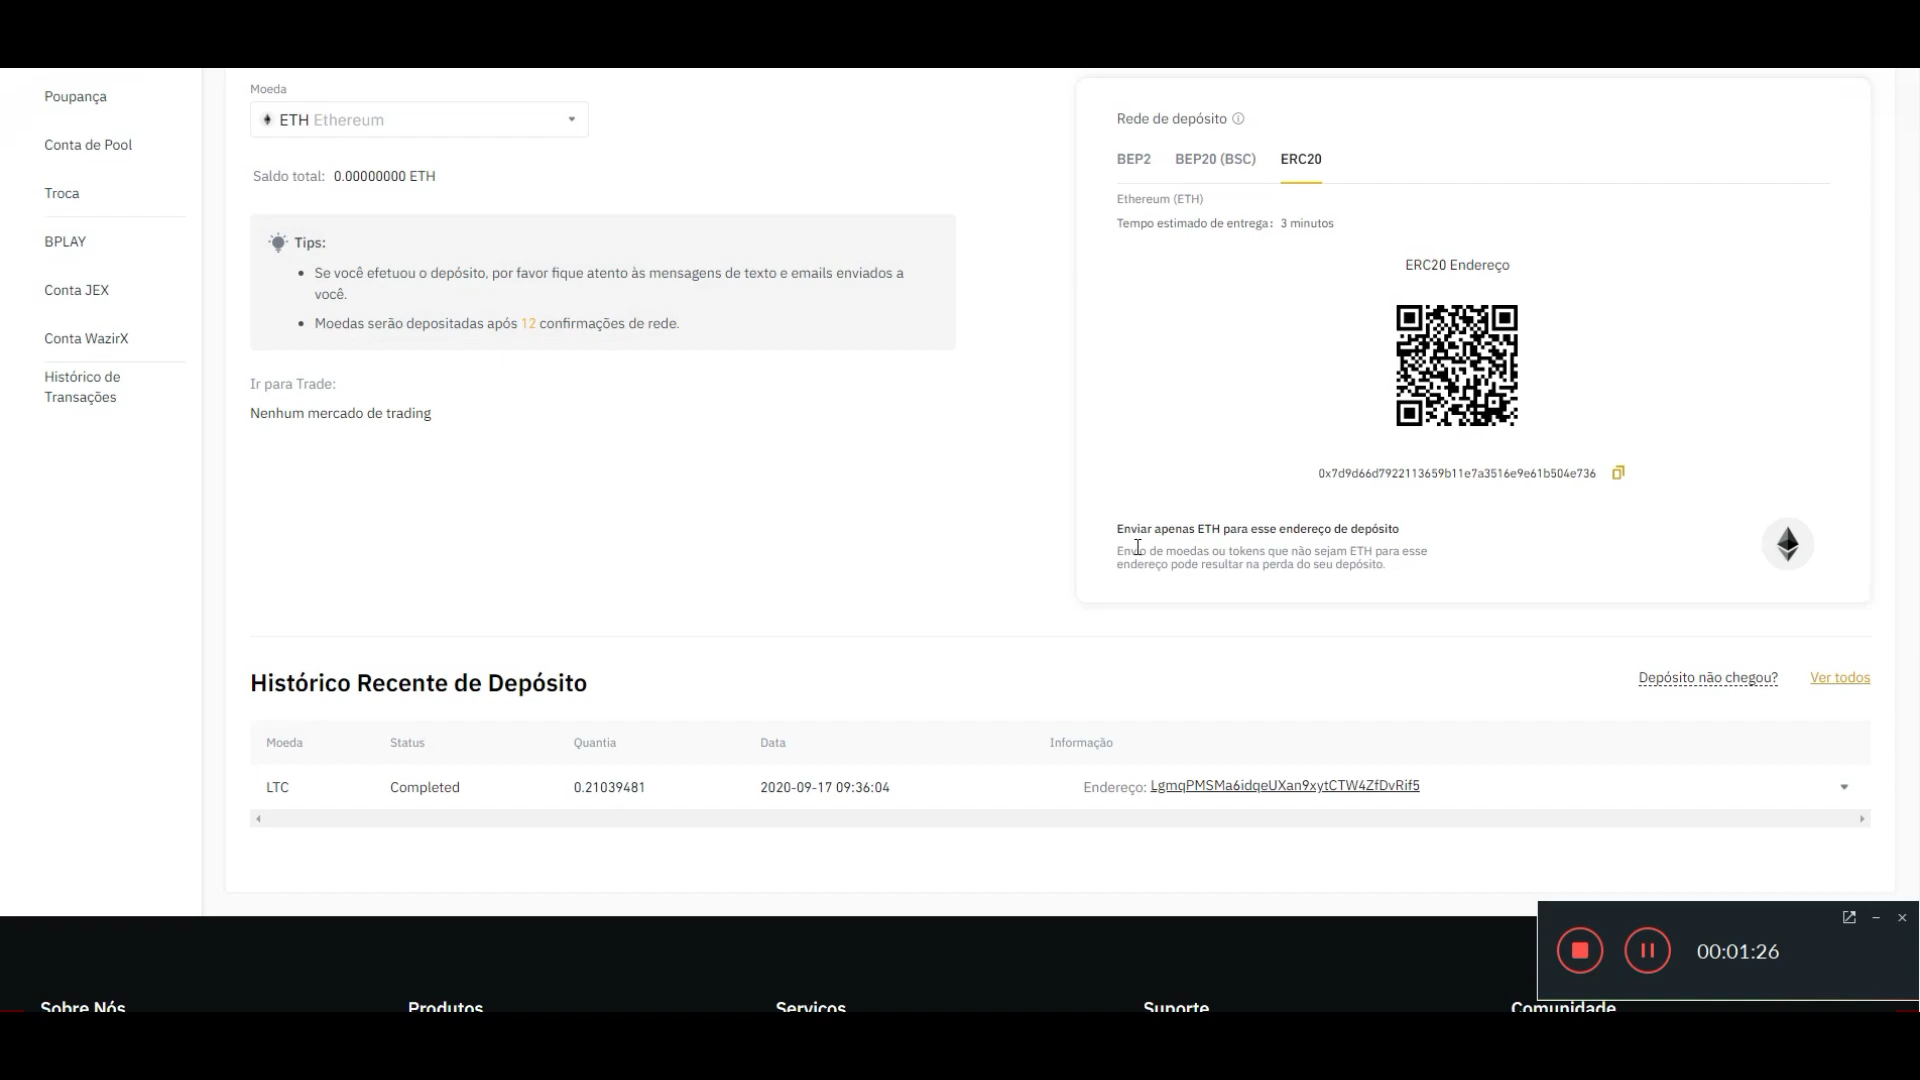 Poupança
Conta de Pool
Troca
BPLAY
Conta JEX
Conta WazirX
Histórico de
Transações
Moeda
ETH Ethereum
Saldo total: 0.00000000 ETH
Tips:
• Se você efetuou o depósito, por favor fique atento às mensagens de texto e emails enviados a
você.
• Moedas serão depositadas após 12 confirmações de rede.
Ir para Trade:
Nenhum mercado de trading
Rede de depósito
BEP2 BEP20 (BSC) ERC20
Ethereum (ETH)
Tempo estimado de entrega: 3 minutos
ERC20 Endereço
0x7d9d66d7922113659b11e7a3516e9e61b504e736
Enviar apenas ETH para esse endereço de depósito
Envio de moedas ou tokens que não sejam ETH para esse
endereço pode resultar na perda do seu depósito.
Histórico Recente de Depósito
Depósito não chegou? Ver todos
Moeda Status Quantia Data Informação
LTC Completed 0.21039481 2020-09-17 09:36:04 Endereço: LgmqPMSMa6idqeUXan9xytCTW4ZfDvRif5
00:01:26
Sobre Nós Produtos Serviços Suporte Comunidade